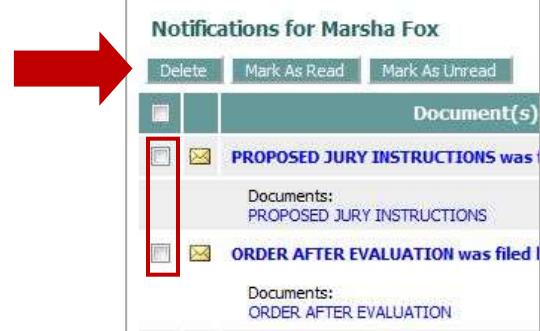 Notifications for Marsha Fox
Delete Mark As Read Mark As Unread
Document(s)
PROPOSED JURY INSTRUCTIONS was
Documents:
PROPOSED JURY INSTRUCTIONS
ORDER AFTER EVALUATION was filed
Documents:
ORDER AFTER EVALUATION